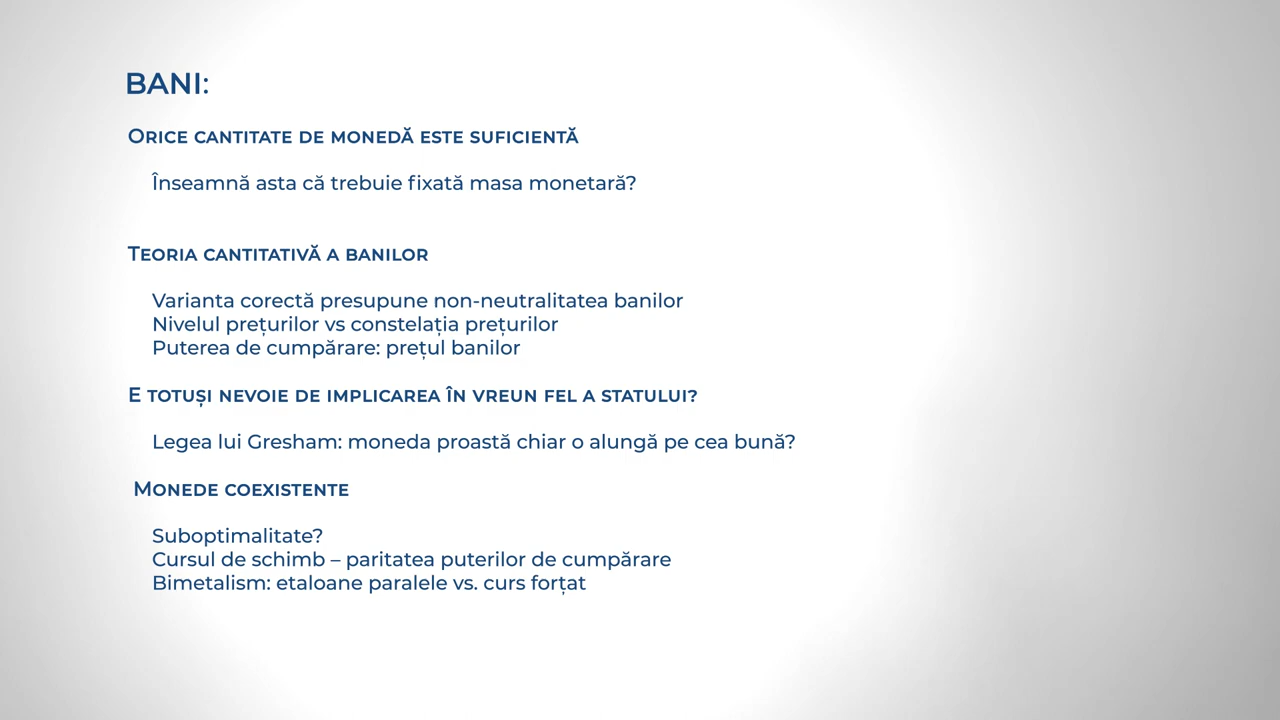 BANI:
Orice cantitate de monedă este suficientă
Înseamnă asta că trebuie fixată masa monetară?
Teoria cantitativă a banilor
Varianta corectă presupune non-neutralitatea banilor
Nivelul prețurilor vs constelația prețurilor
Puterea de cumpărare: prețul banilor
E totuși nevoie de implicarea în vreun fel a statului?
Legea lui Gresham: moneda proastă chiar o alungă pe cea bună?
Monede coexistente
Suboptimalitate?
Cursul de schimb – paritatea puterilor de cumpărare
Bimetalism: etaloane paralele vs. curs forțat